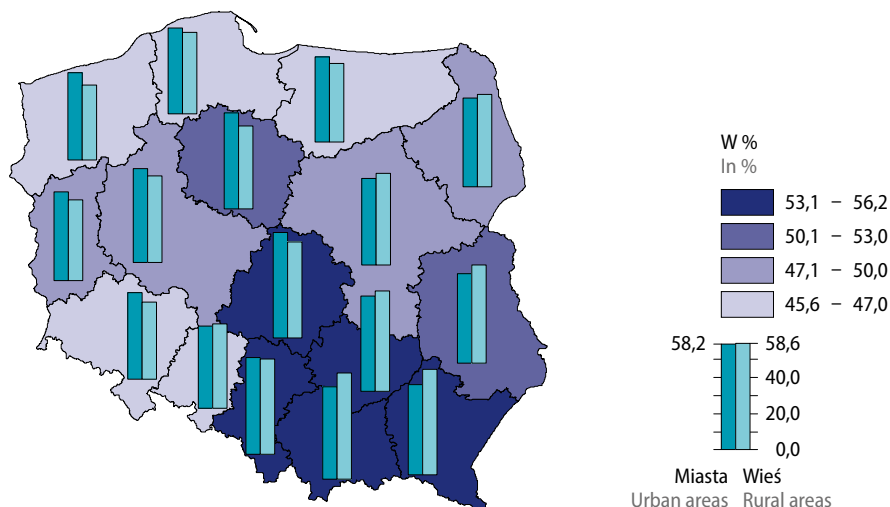 W %
In %
53,1 – 56,2
50,1 – 53,0
47,1 – 50,0
45,6 – 47,0
58,2 58,6
40,0
20,0
0,0
Miasta Wieś
Urban areas Rural areas